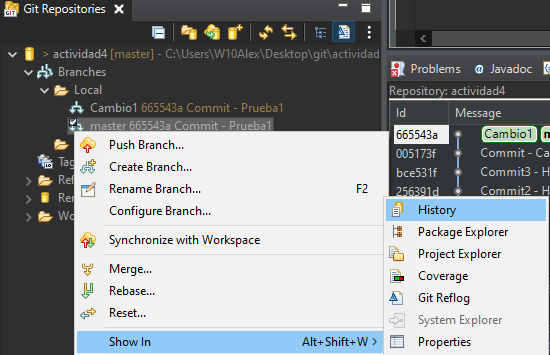 Git Repositories
> actividad4 [master] - C:\Users\W10Alex\Desktop\git\actividad
Branches
Local
Cambio1 665543a Commit - Prueba1
master 665543a Commit - Prueba1
Tag
Re
Re
Wo
Push Branch...
Create Branch...
Rename Branch... F2
Configure Branch...
Synchronize with Workspace
Merge...
Rebase...
Reset...
Show In Alt+Shift+W
Problems Javadoc
Repository: actividad4
Id Message
665543a Cambio1
005173f Commit - Ca
bce531f Commit3 - H
256391d Commit2 - H
History
Package Explorer
Project Explorer
Coverage
Git Reflog
System Explorer
Properties